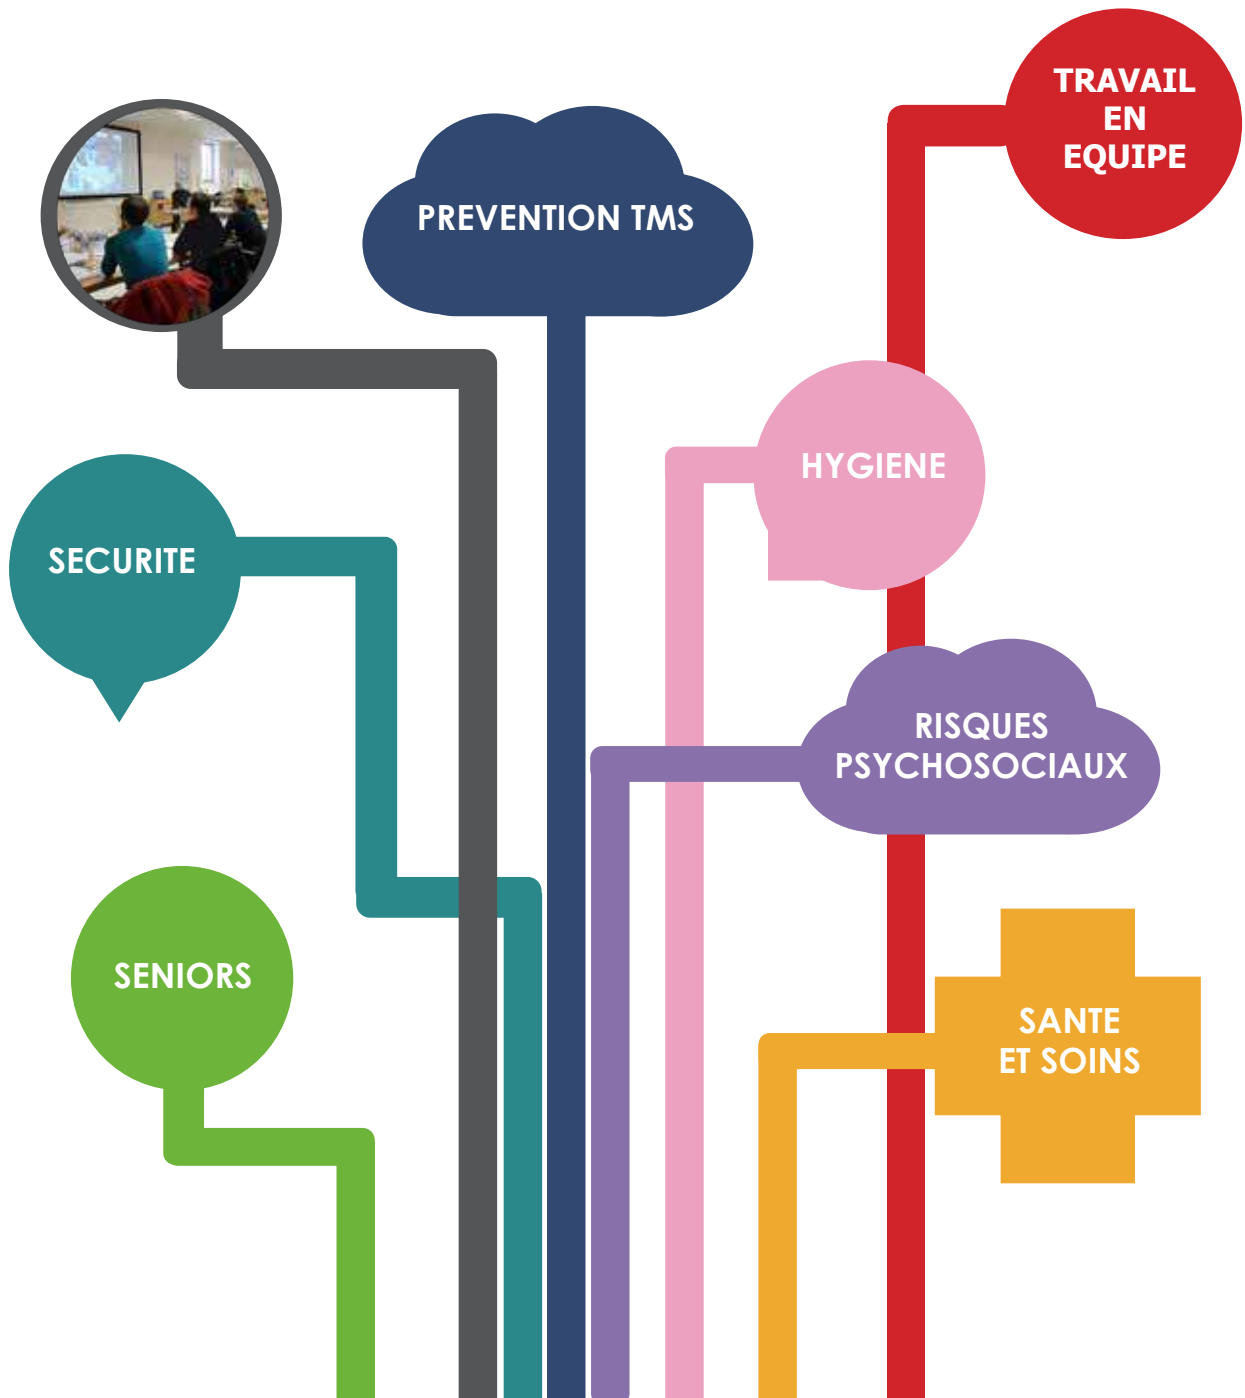 TRAVAIL
EN
EQUIPE
PREVENTION TMS
HYGIENE
SECURITE
RISQUES
PSYCHOSOCIAUX
SENIORS
SANTE
ET SOINS